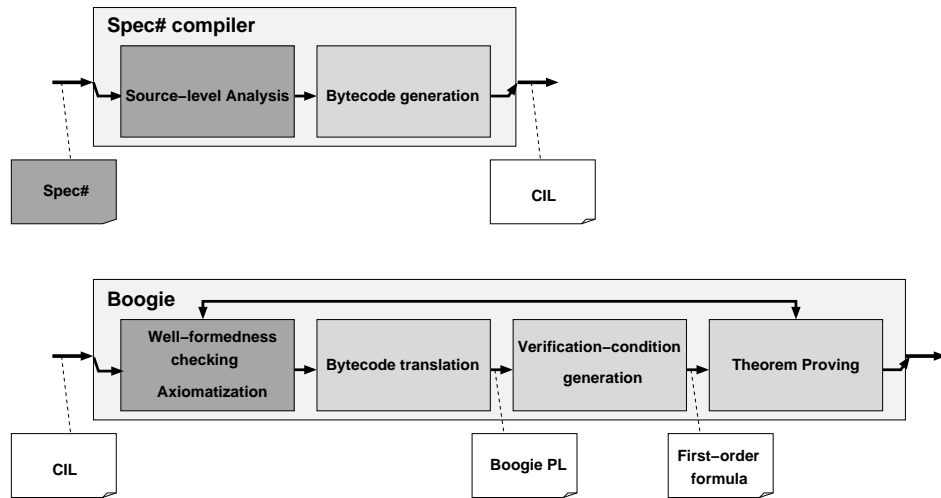 Spec# compiler
Source–level Analysis
Bytecode generation
Spec#
CIL
Boogie
Well–formedness
checking
Axiomatization
Bytecode translation
Verification–condition
generation
Theorem Proving
CIL
Boogie PL
First–order
formula